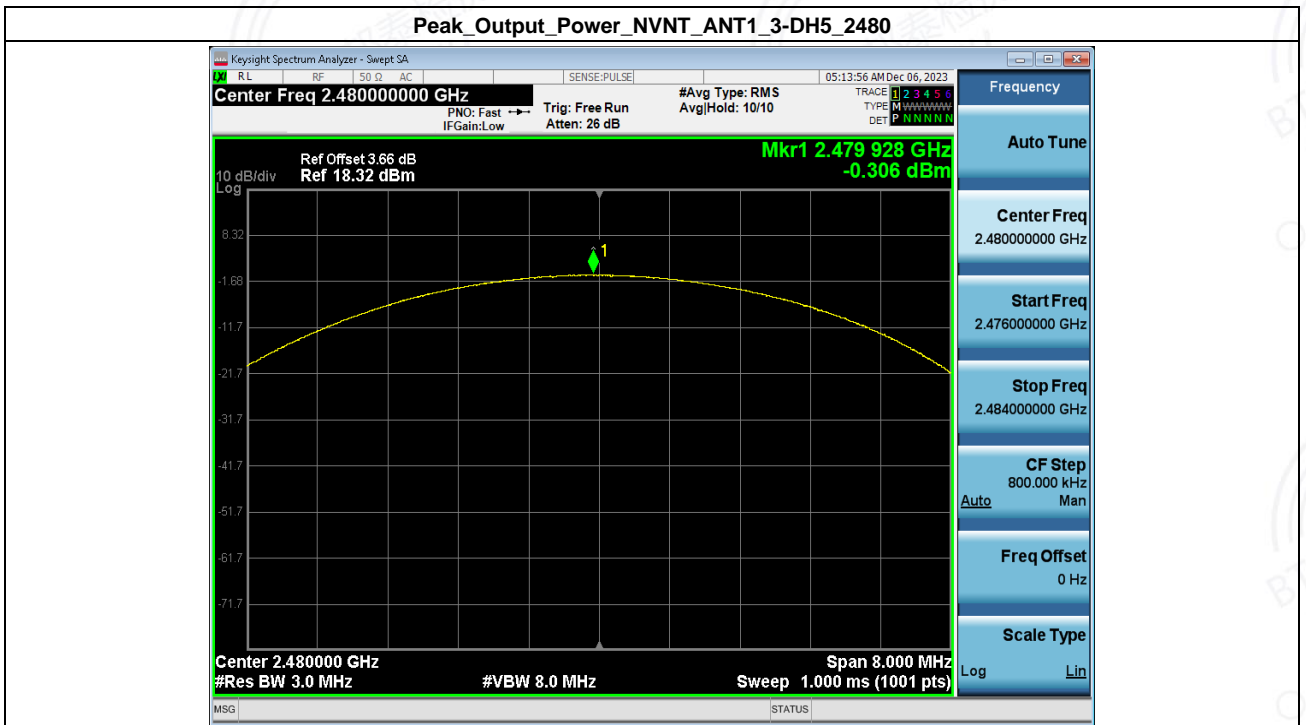 Peak_Output_Power_NVNT_ANT1_3-DH5_2480
Keysight Spectrum Analyzer - Swept SA
LXI RL RF 50 Ω AC SENSE:PULSE 05:13:56 AM Dec 06, 2023
Center Freq 2.480000000 GHz
PNO: Fast
IFGain:Low
Trig: Free Run
Atten: 26 dB
#Avg Type: RMS
Avg|Hold: 10/10
TRACE 1 2 3 4 5 6
TYPE M WWWWW
DET P N N N N N
Mkr1 2.479 928 GHz
-0.306 dBm
Ref Offset 3.66 dB
10 dB/div Ref 18.32 dBm
Log
8.32
1
-1.68
-11.7
-21.7
-31.7
-41.7
-51.7
-61.7
-71.7
Center 2.480000 GHz Span 8.000 MHz
#Res BW 3.0 MHz #VBW 8.0 MHz Sweep 1.000 ms (1001 pts)
MSG STATUS
Frequency
Auto Tune
Center Freq
2.480000000 GHz
Start Freq
2.476000000 GHz
Stop Freq
2.484000000 GHz
CF Step
800.000 kHz
Auto Man
Freq Offset
0 Hz
Scale Type
Log Lin